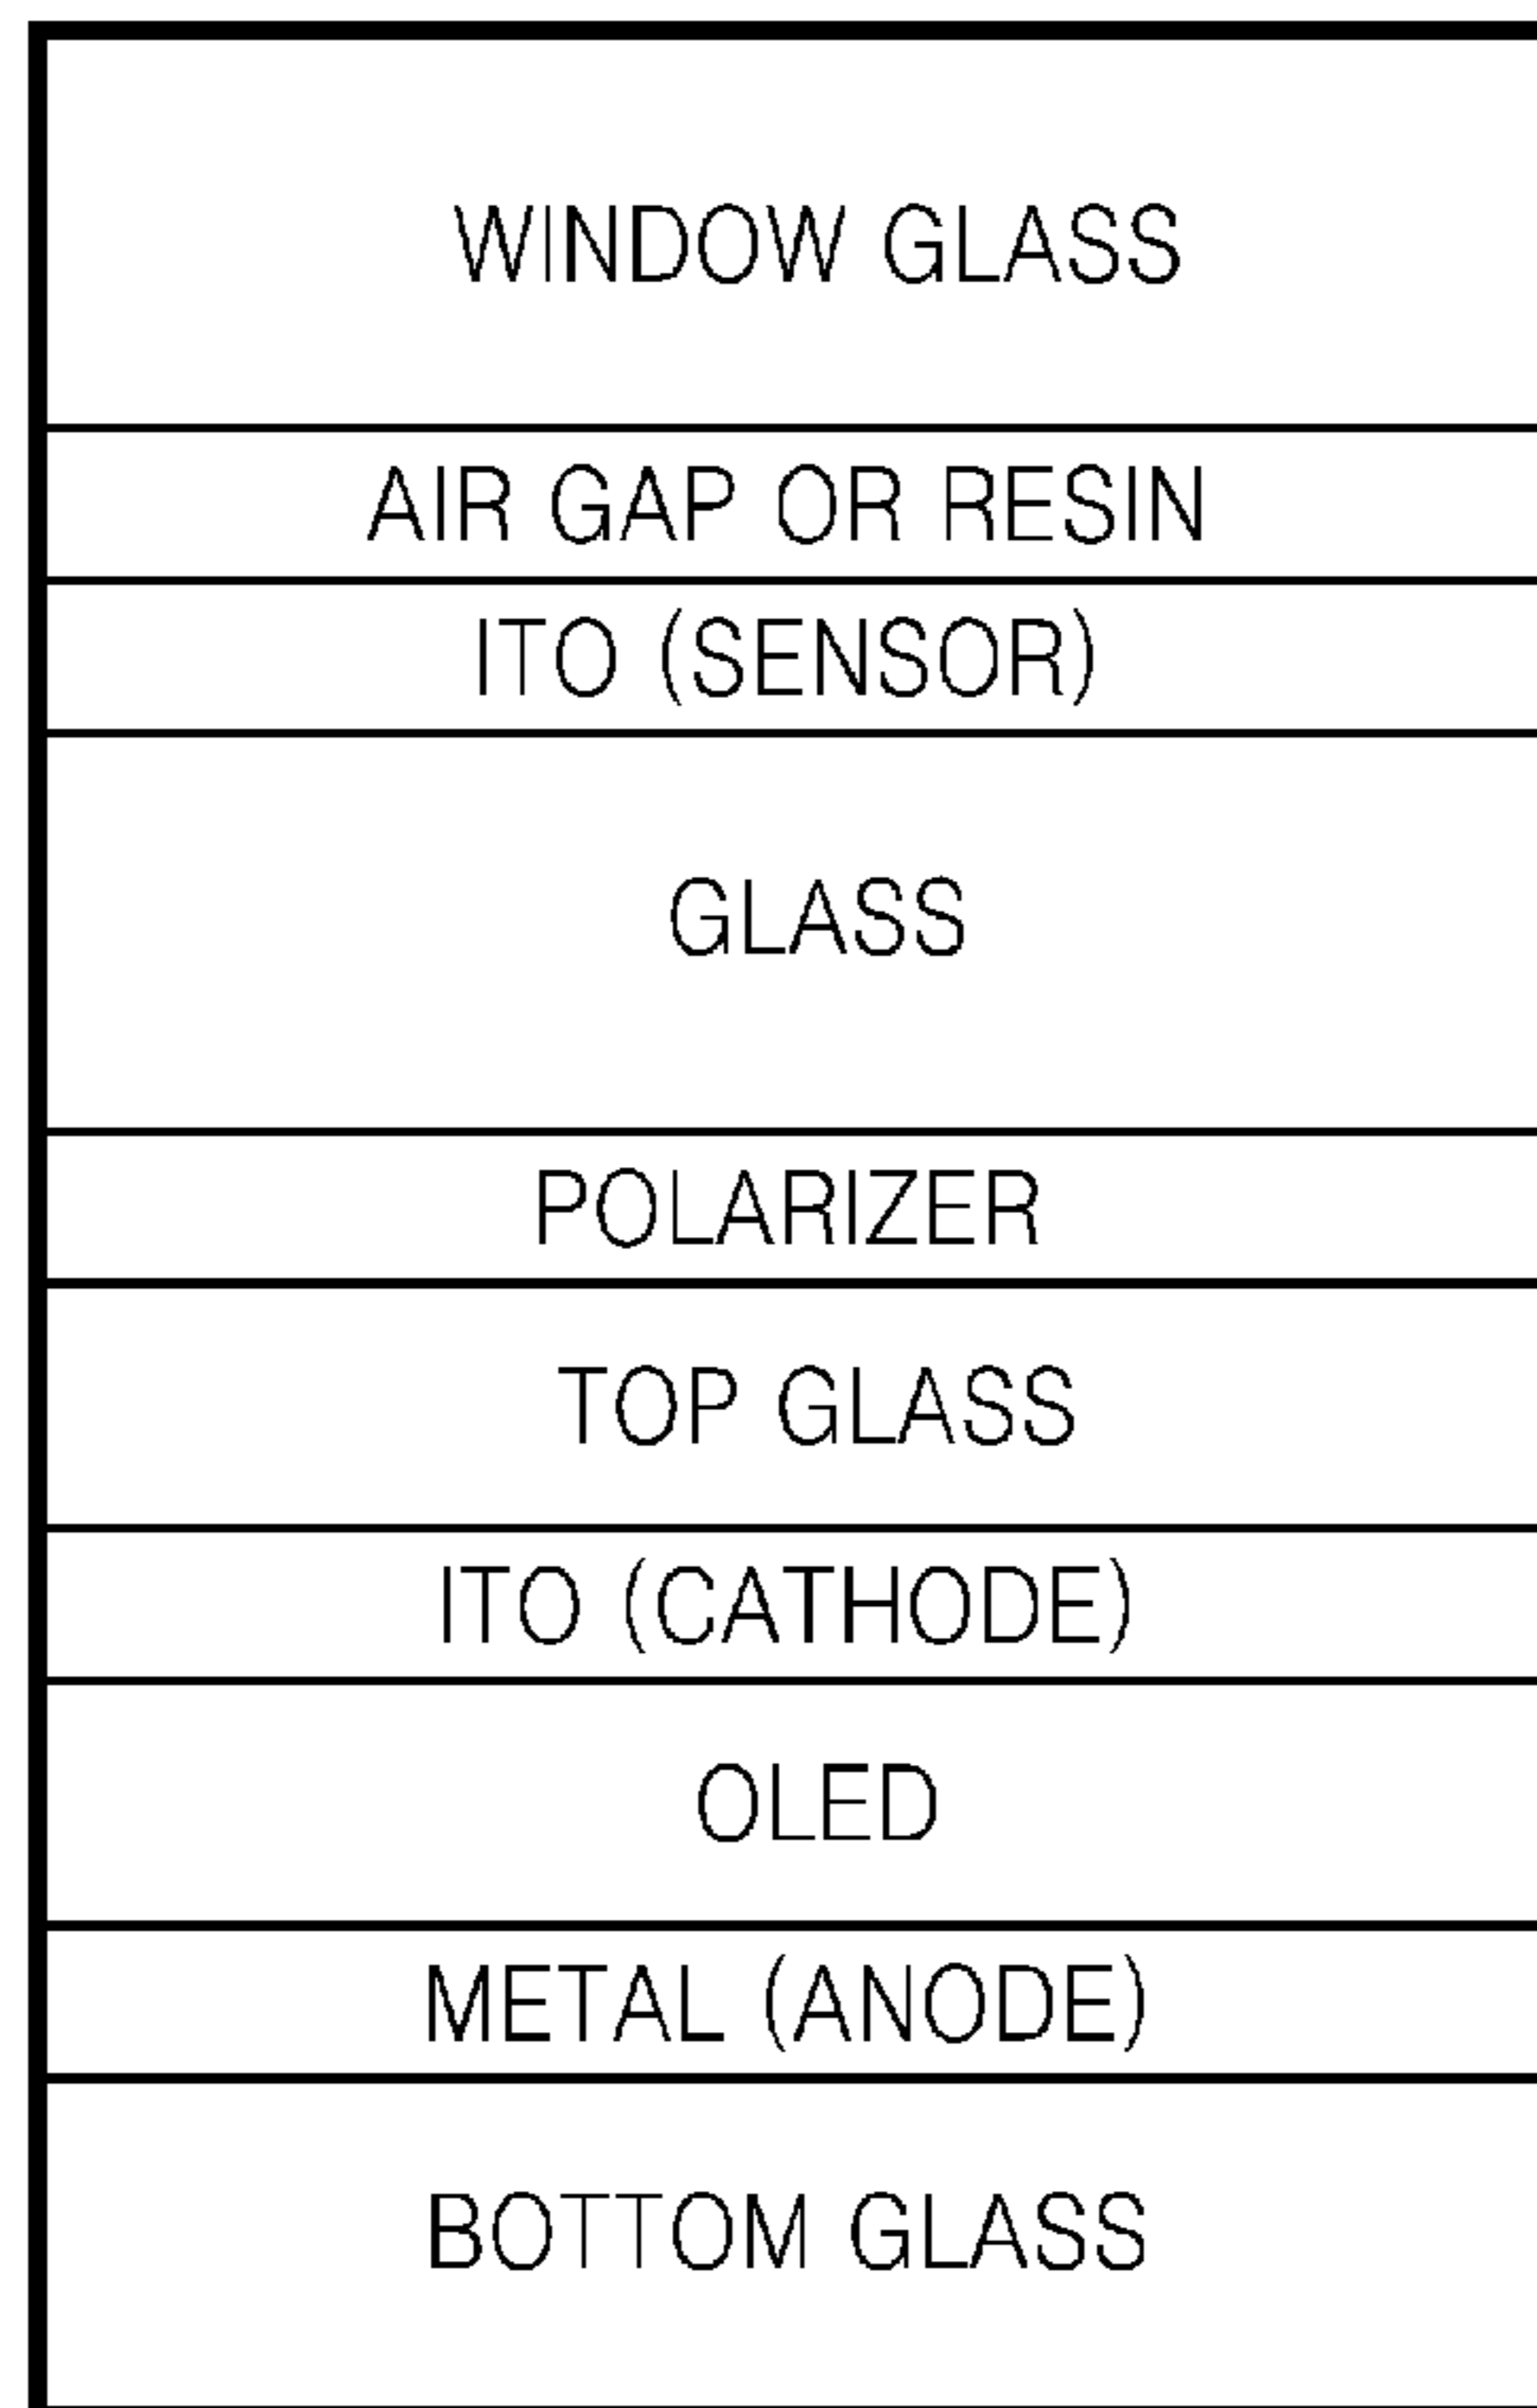 WINDOW GLASS
AIR GAP OR RESIN
ITO (SENSOR)
GLASS
POLARIZER
TOP GLASS
ITO (CATHODE)
OLED
METAL (ANODE)
BOTTOM GLASS